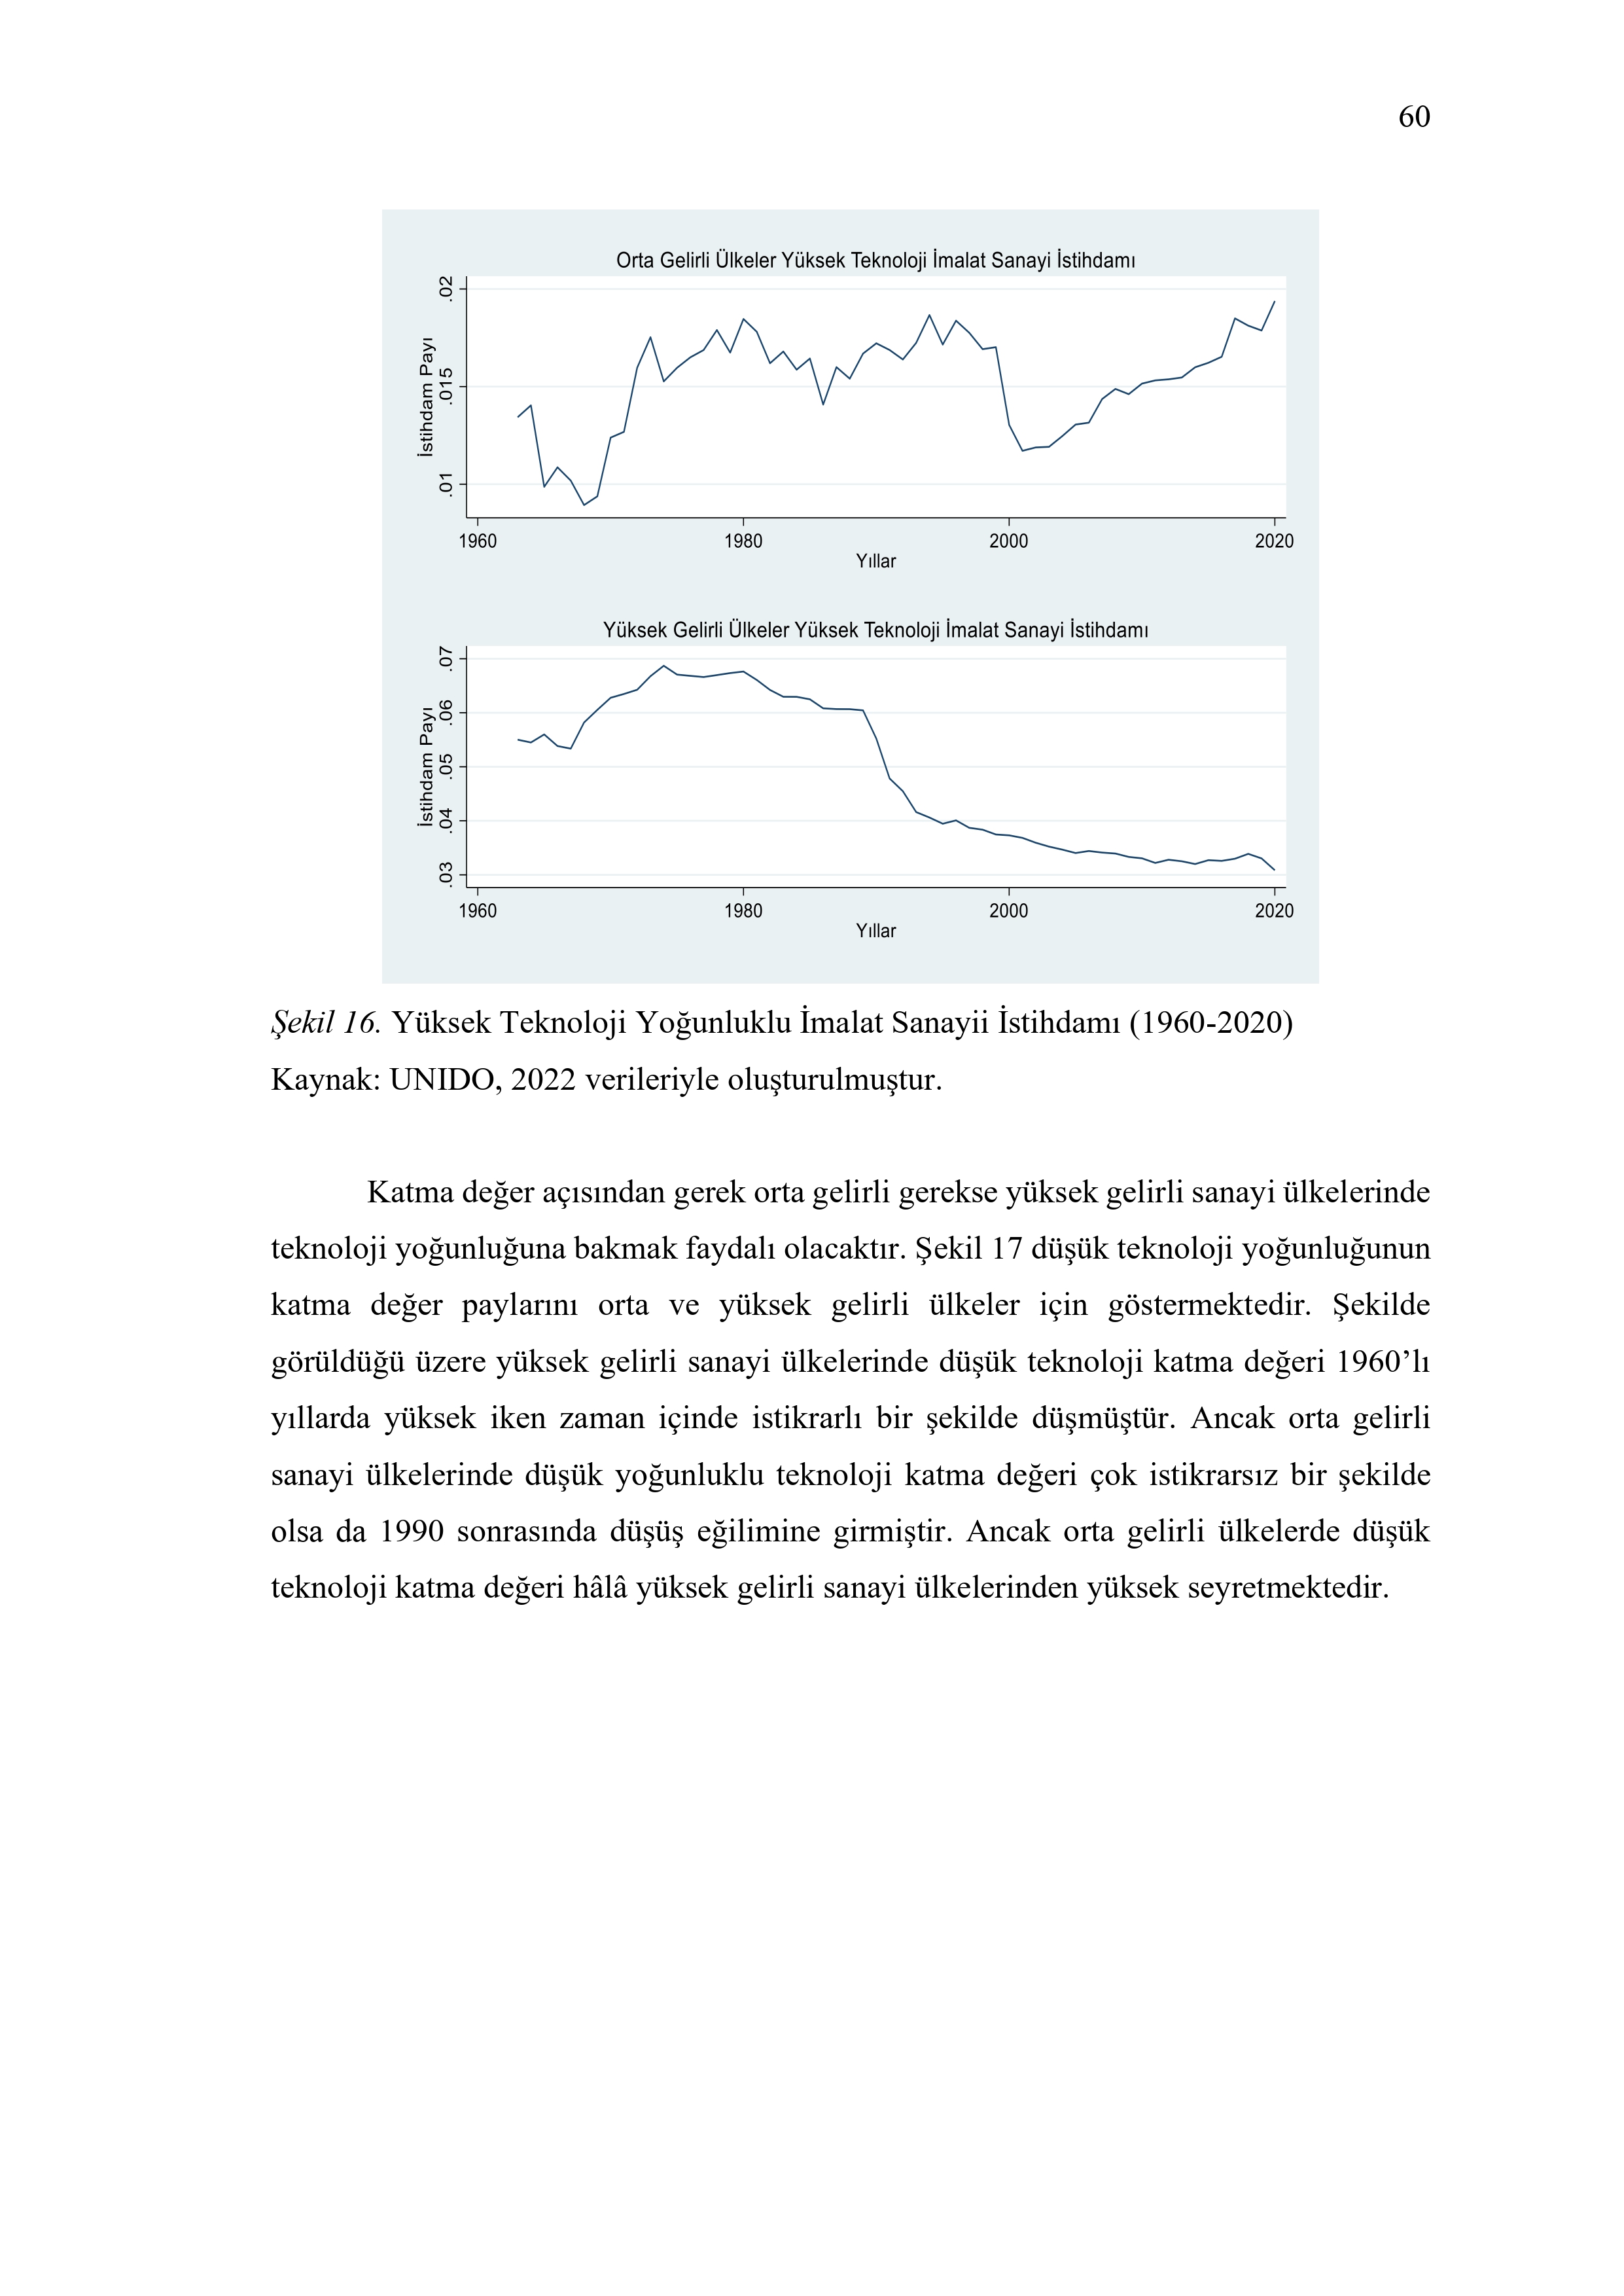 60
Orta Gelirli Ülkeler Yüksek Teknoloji İmalat Sanayi İstihdamı
İstihdam Payı
.02
.015
.01
1960
1980
2000
2020
Yıllar
Yüksek Gelirli Ülkeler Yüksek Teknoloji İmalat Sanayi İstihdamı
İstihdam Payı
.07
.06
.05
.04
.03
1960
1980
2000
2020
Yıllar
Şekil 16. Yüksek Teknoloji Yoğunluklu İmalat Sanayii İstihdamı (1960-2020)
Kaynak: UNIDO, 2022 verileriyle oluşturulmuştur.
Katma değer açısından gerek orta gelirli gerekse yüksek gelirli sanayi ülkelerinde
teknoloji yoğunluğuna bakmak faydalı olacaktır. Şekil 17 düşük teknoloji yoğunluğunun
katma değer paylarını orta ve yüksek gelirli ülkeler için göstermektedir. Şekilde
görüldüğü üzere yüksek gelirli sanayi ülkelerinde düşük teknoloji katma değeri 1960’lı
yıllarda yüksek iken zaman içinde istikrarlı bir şekilde düşmüştür. Ancak orta gelirli
sanayi ülkelerinde düşük yoğunluklu teknoloji katma değeri çok istikrarsız bir şekilde
olsa da 1990 sonrasında düşüş eğilimine girmiştir. Ancak orta gelirli ülkelerde düşük
teknoloji katma değeri hâlâ yüksek gelirli sanayi ülkelerinden yüksek seyretmektedir.